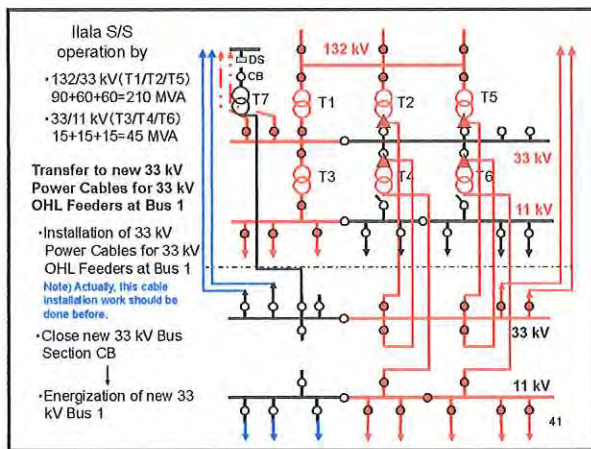 Ilala S/S
operation by
•132/33 kV(T1/T2/T5)
90+60+60=210 MVA
•33/11 kV(T3/T4/T6)
15+15+15=45 MVA
Transfer to new 33 kV
Power Cables for 33 kV
OHL Feeders at Bus 1
•Installation of 33 kV
Power Cables for 33 kV
OHL Feeders at Bus 1
Note) Actually, this cable
installation work should be
done before.
•Close new 33 kV Bus
Section CB
•Energization of new 33
kV Bus 1
132 kV
DS
CB
T7
T1
T2
T5
33 kV
T3
T4
T6
11 kV
33 kV
11 kV
41